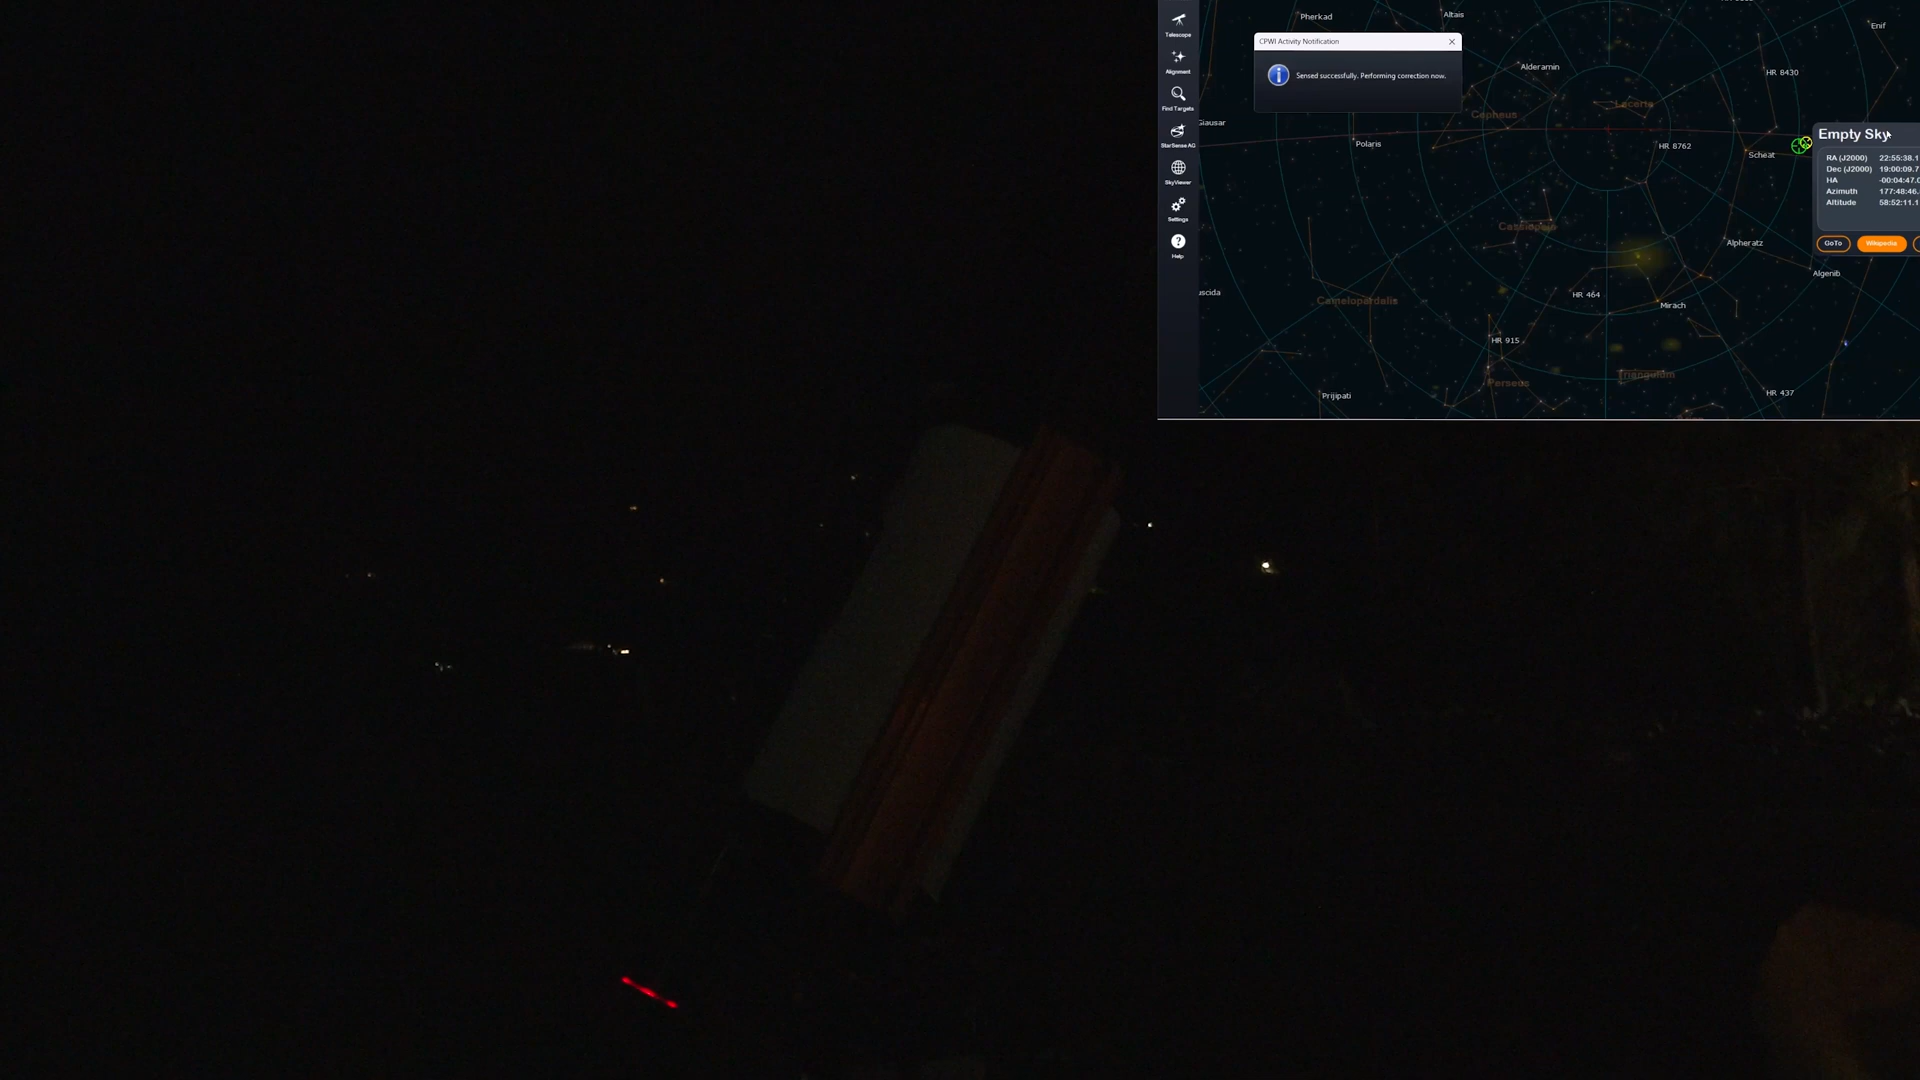 Telescope
Alignment
Find Targets
StarSense AG
SkyViewer
Settings
Help
CPWI Activity Notification
Sensed successfully. Performing correction now.
Pherkad
Altais
Enif
Alderamin
HR 8430
Lacerta
Cepheus
Giausar
Polaris
HR 8762
Scheat
Empty Sky
RA (J2000) 22:55:38.1
Dec (J2000) 19:00:09.7
HA -00:04:47.0
Azimuth 177:48:46.
Altitude 58:52:11.1
GoTo
Wikipedia
Cassiopeia
Alpheratz
Algenib
uscida
Camelopardalis
HR 464
Mirach
HR 915
Perseus
Triangulum
Prijipati
HR 437